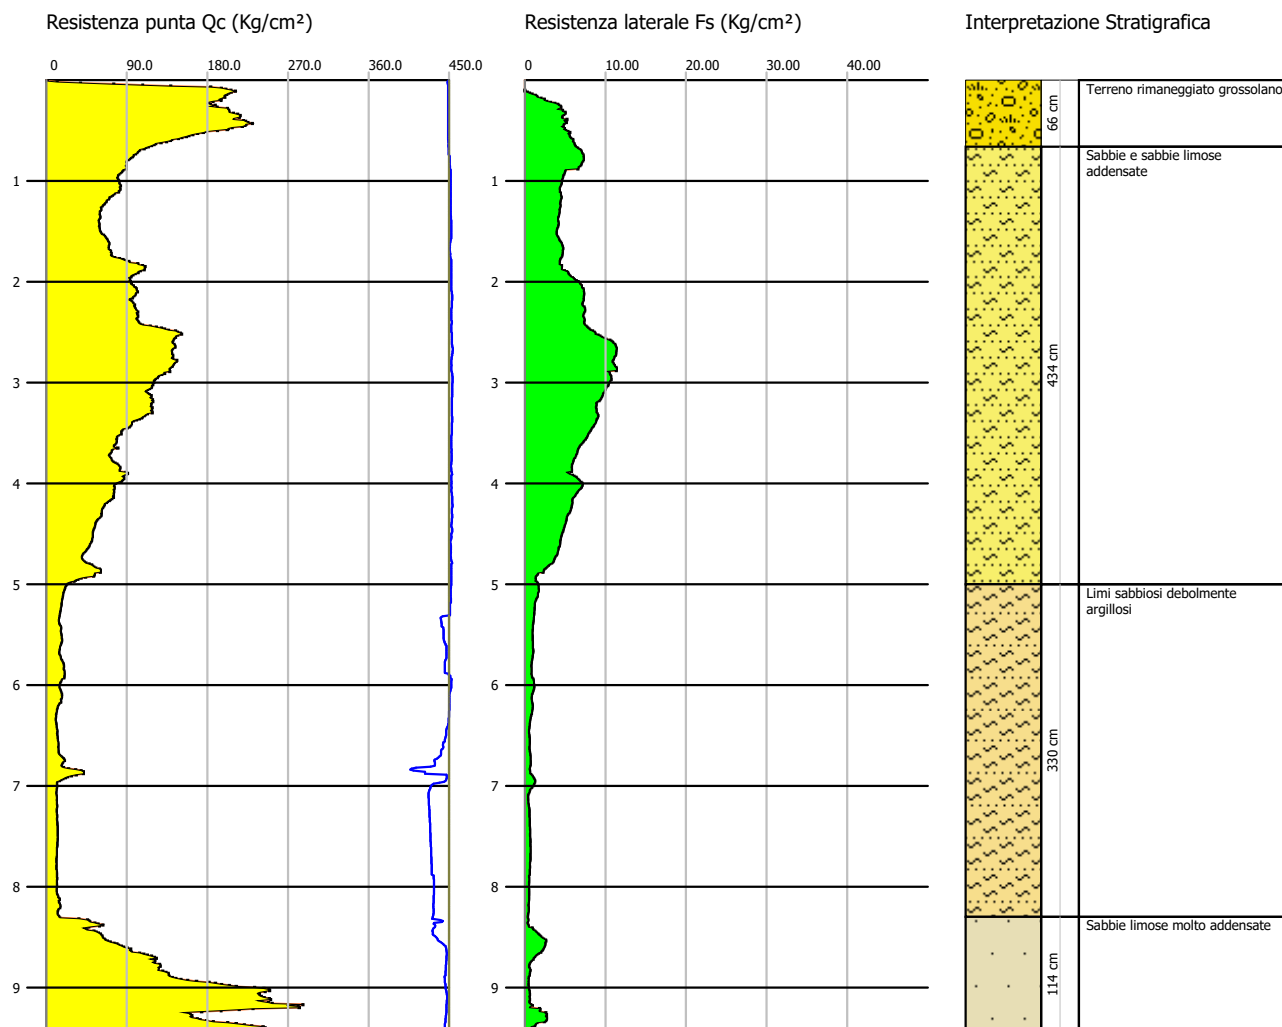 Resistenza punta Qc (Kg/cm²)
Resistenza laterale Fs (Kg/cm²)
Interpretazione Stratigrafica
0 90.0 180.0 270.0 360.0 450.0
0 10.00 20.00 30.00 40.00
1
2
3
4
5
6
7
8
9
1
2
3
4
5
6
7
8
9
66 cm
Terreno rimaneggiato grossolano
434 cm
Sabbie e sabbie limose
addensate
330 cm
Limi sabbiosi debolmente
argillosi
114 cm
Sabbie limose molto addensate